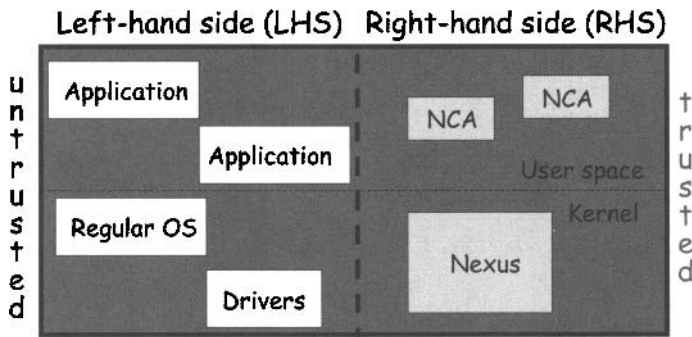 Left-hand side (LHS) Right-hand side (RHS)
untrusted
Application
Application
Regular OS
Drivers
NCA
NCA
User space
Kernel
Nexus
trusted